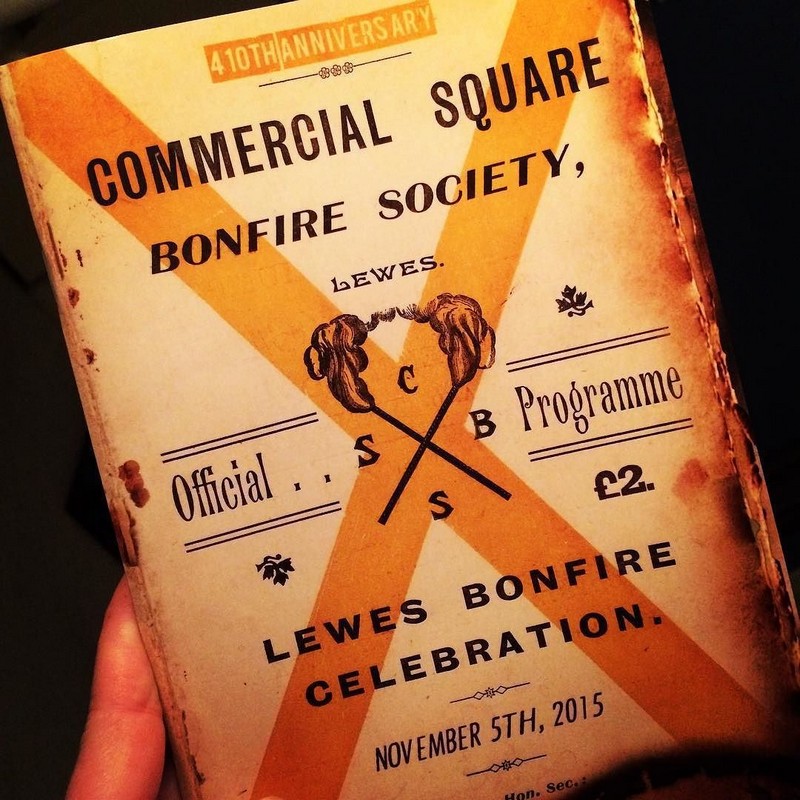 410TH ANNIVERSARY
COMMERCIAL SQUARE
BONFIRE SOCIETY,
LEWES.
C
S B
S
Official . .
Programme
£2.
LEWES BONFIRE
CELEBRATION.
NOVEMBER 5TH, 2015
Hon. Sec.: